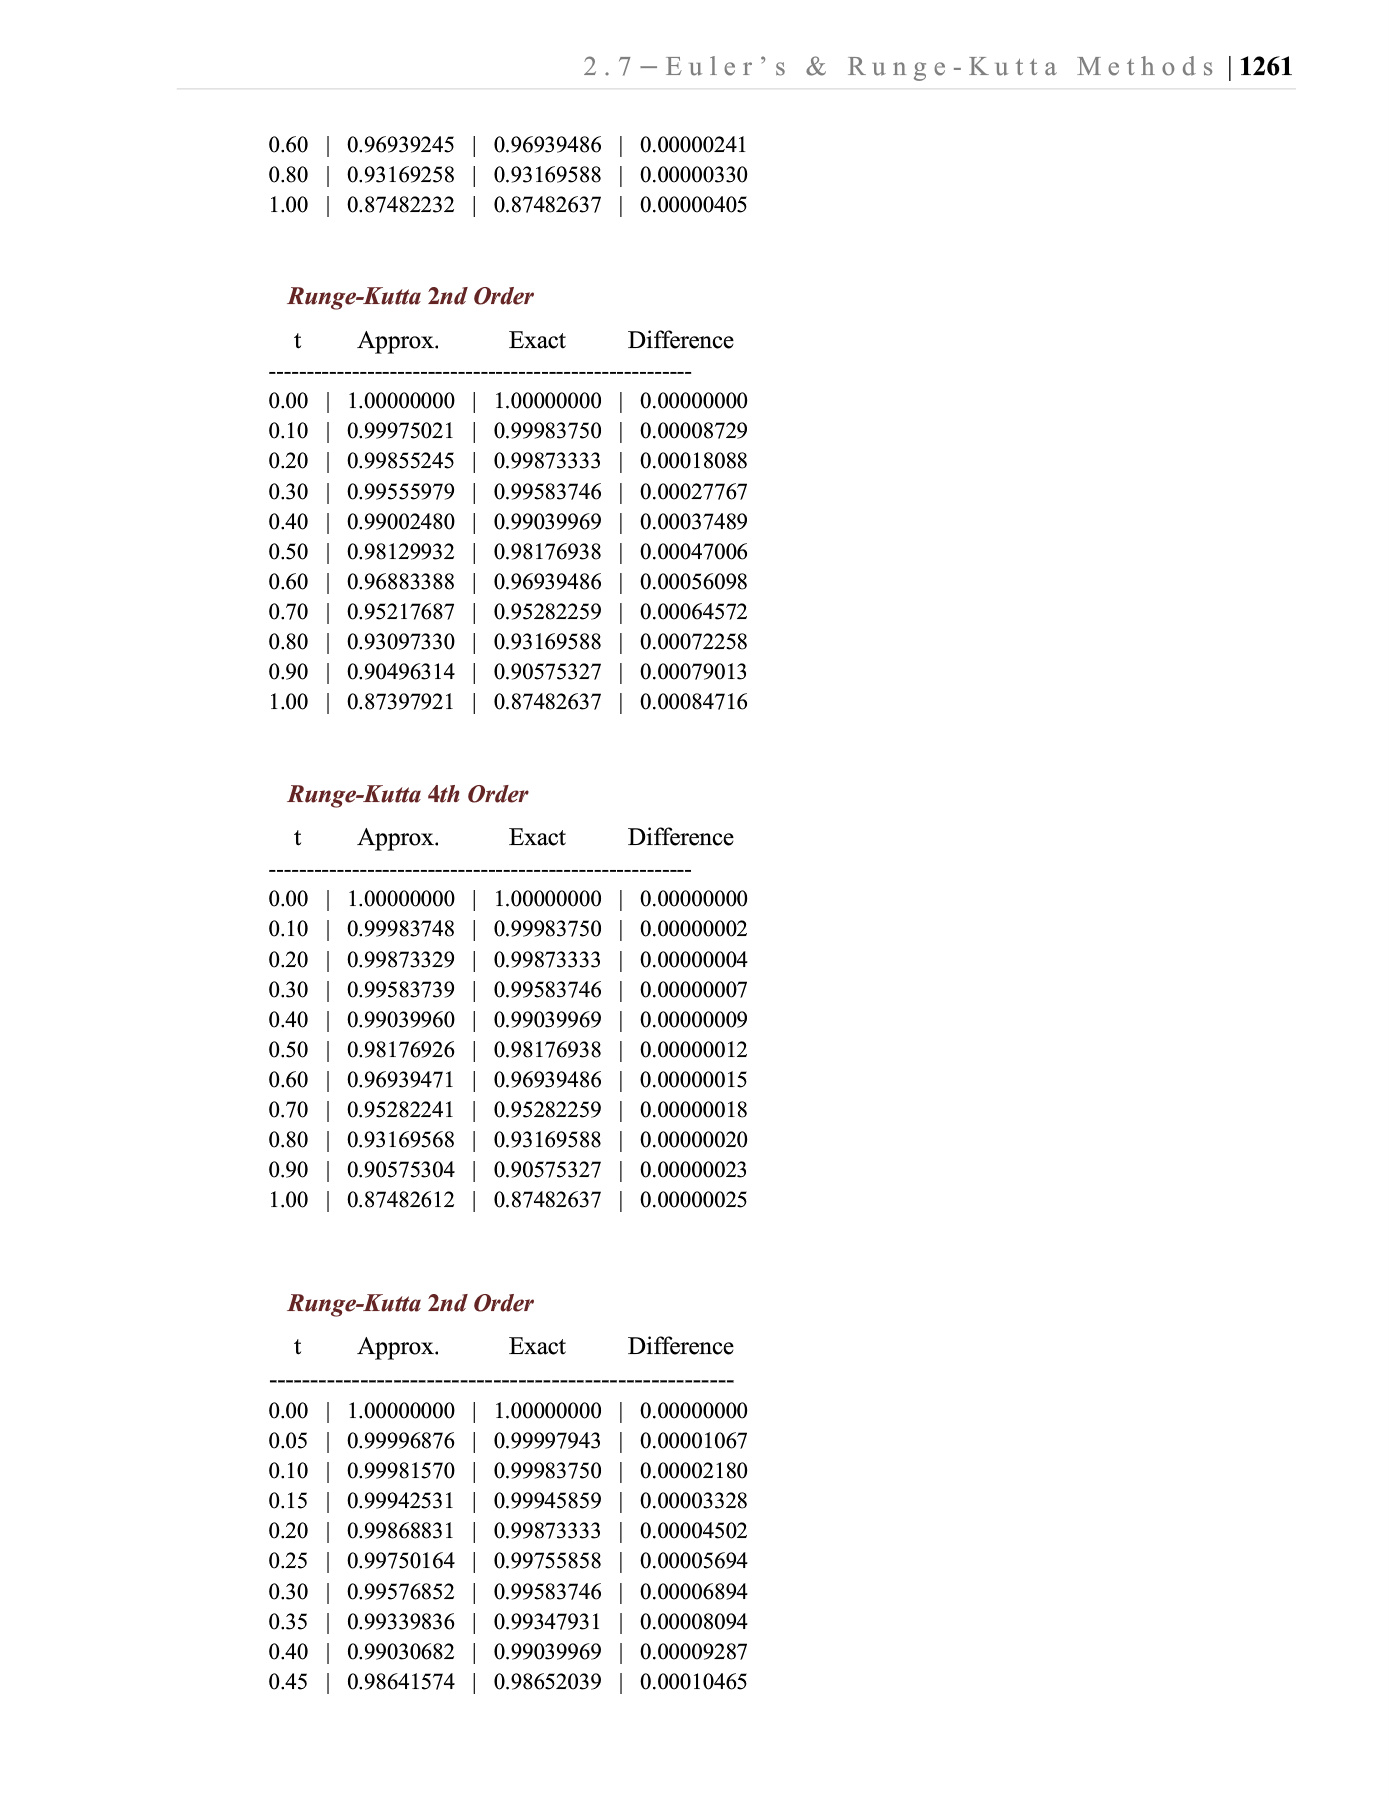 2.7−Euler’s & Runge-Kutta Methods |1261
0.60 | 0.96939245 | 0.96939486 | 0.00000241
0.80 | 0.93169258 | 0.93169588 | 0.00000330
1.00 | 0.87482232 | 0.87482637 | 0.00000405
Runge-Kutta 2nd Order
t Approx. Exact Difference
--------------------------------------------------------
0.00 | 1.00000000 | 1.00000000 | 0.00000000
0.10 | 0.99975021 | 0.99983750 | 0.00008729
0.20 | 0.99855245 | 0.99873333 | 0.00018088
0.30 | 0.99555979 | 0.99583746 | 0.00027767
0.40 | 0.99002480 | 0.99039969 | 0.00037489
0.50 | 0.98129932 | 0.98176938 | 0.00047006
0.60 | 0.96883388 | 0.96939486 | 0.00056098
0.70 | 0.95217687 | 0.95282259 | 0.00064572
0.80 | 0.93097330 | 0.93169588 | 0.00072258
0.90 | 0.90496314 | 0.90575327 | 0.00079013
1.00 | 0.87397921 | 0.87482637 | 0.00084716
Runge-Kutta 4th Order
t Approx. Exact Difference
--------------------------------------------------------
0.00 | 1.00000000 | 1.00000000 | 0.00000000
0.10 | 0.99983748 | 0.99983750 | 0.00000002
0.20 | 0.99873329 | 0.99873333 | 0.00000004
0.30 | 0.99583739 | 0.99583746 | 0.00000007
0.40 | 0.99039960 | 0.99039969 | 0.00000009
0.50 | 0.98176926 | 0.98176938 | 0.00000012
0.60 | 0.96939471 | 0.96939486 | 0.00000015
0.70 | 0.95282241 | 0.95282259 | 0.00000018
0.80 | 0.93169568 | 0.93169588 | 0.00000020
0.90 | 0.90575304 | 0.90575327 | 0.00000023
1.00 | 0.87482612 | 0.87482637 | 0.00000025
Runge-Kutta 2nd Order
t Approx. Exact Difference
--------------------------------------------------------
0.00 | 1.00000000 | 1.00000000 | 0.00000000
0.05 | 0.99996876 | 0.99997943 | 0.00001067
0.10 | 0.99981570 | 0.99983750 | 0.00002180
0.15 | 0.99942531 | 0.99945859 | 0.00003328
0.20 | 0.99868831 | 0.99873333 | 0.00004502
0.25 | 0.99750164 | 0.99755858 | 0.00005694
0.30 | 0.99576852 | 0.99583746 | 0.00006894
0.35 | 0.99339836 | 0.99347931 | 0.00008094
0.40 | 0.99030682 | 0.99039969 | 0.00009287
0.45 | 0.98641574 | 0.98652039 | 0.00010465